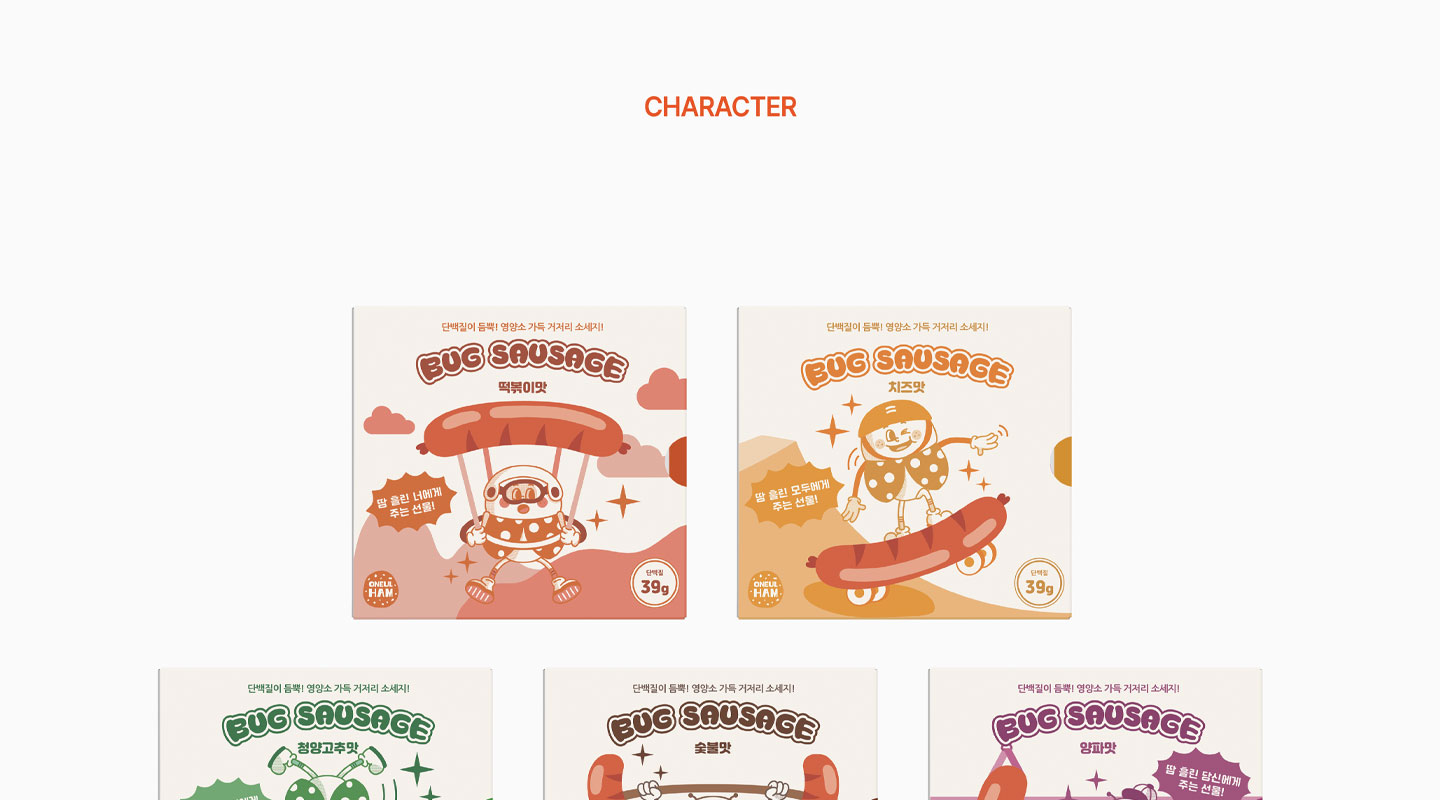 CHARACTER
단백질이 듬뿍! 영양소 가득 거저리 소세지!
BUG SAUSAGE
떡볶이맛
땀 흘린 너에게
주는 선물!
ONEUL
HAM
단백질
39g
단백질이 듬뿍! 영양소 가득 거저리 소세지!
BUG SAUSAGE
치즈맛
땀 흘린 모두에게
주는 선물!
ONEUL
HAM
단백질
39g
단백질이 듬뿍! 영양소 가득 거저리 소세지!
BUG SAUSAGE
청양고추맛
단백질이 듬뿍! 영양소 가득 거저리 소세지!
BUG SAUSAGE
숯불맛
단백질이 듬뿍! 영양소 가득 거저리 소세지!
BUG SAUSAGE
양파맛
땀 흘린 당신에게
주는 선물!